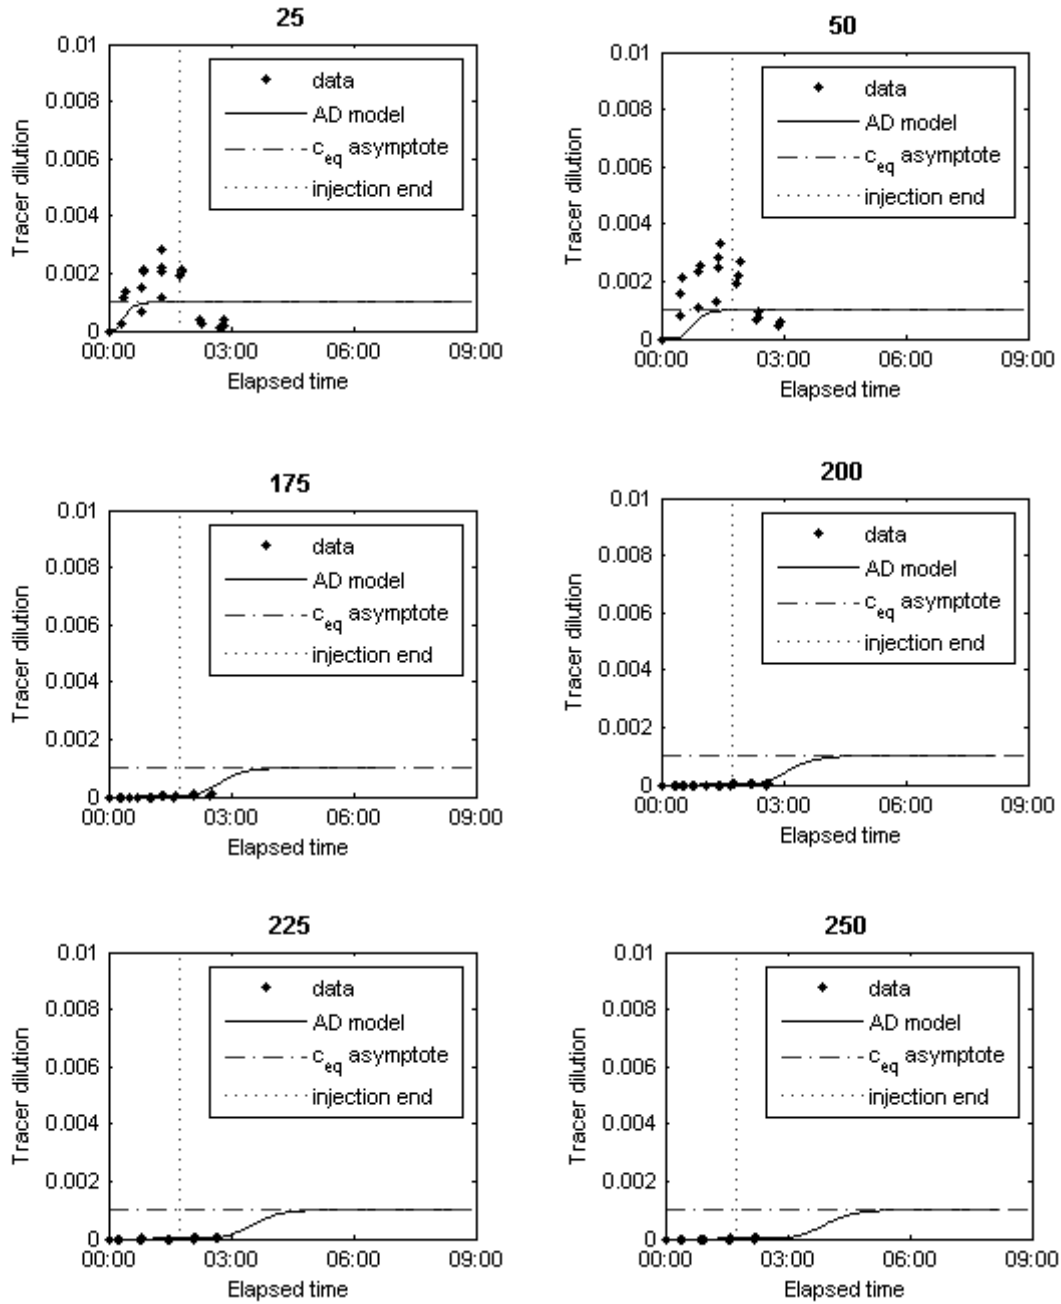 25
0.01
0.008
0.006
0.004
0.002
0
Tracer dilution
data
AD model
c_eq asymptote
injection end
00:00 03:00 06:00 09:00
Elapsed time
50
0.01
0.008
0.006
0.004
0.002
0
Tracer dilution
data
AD model
c_eq asymptote
injection end
00:00 03:00 06:00 09:00
Elapsed time
175
0.01
0.008
0.006
0.004
0.002
0
Tracer dilution
data
AD model
c_eq asymptote
injection end
00:00 03:00 06:00 09:00
Elapsed time
200
0.01
0.008
0.006
0.004
0.002
0
Tracer dilution
data
AD model
c_eq asymptote
injection end
00:00 03:00 06:00 09:00
Elapsed time
225
0.01
0.008
0.006
0.004
0.002
0
Tracer dilution
data
AD model
c_eq asymptote
injection end
00:00 03:00 06:00 09:00
Elapsed time
250
0.01
0.008
0.006
0.004
0.002
0
Tracer dilution
data
AD model
c_eq asymptote
injection end
00:00 03:00 06:00 09:00
Elapsed time